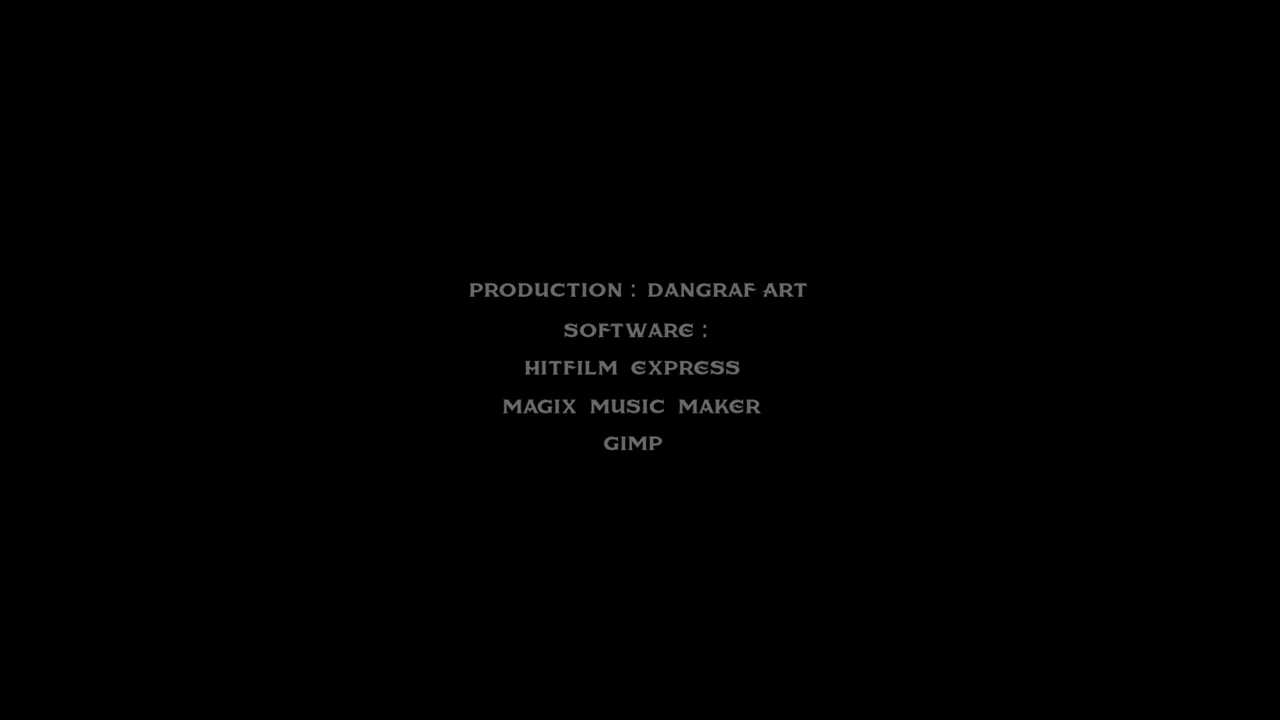 PRODUCTION : DANGRAF ART
SOFTWARE :
HITFILM EXPRESS
MAGIX MUSIC MAKER
GIMP